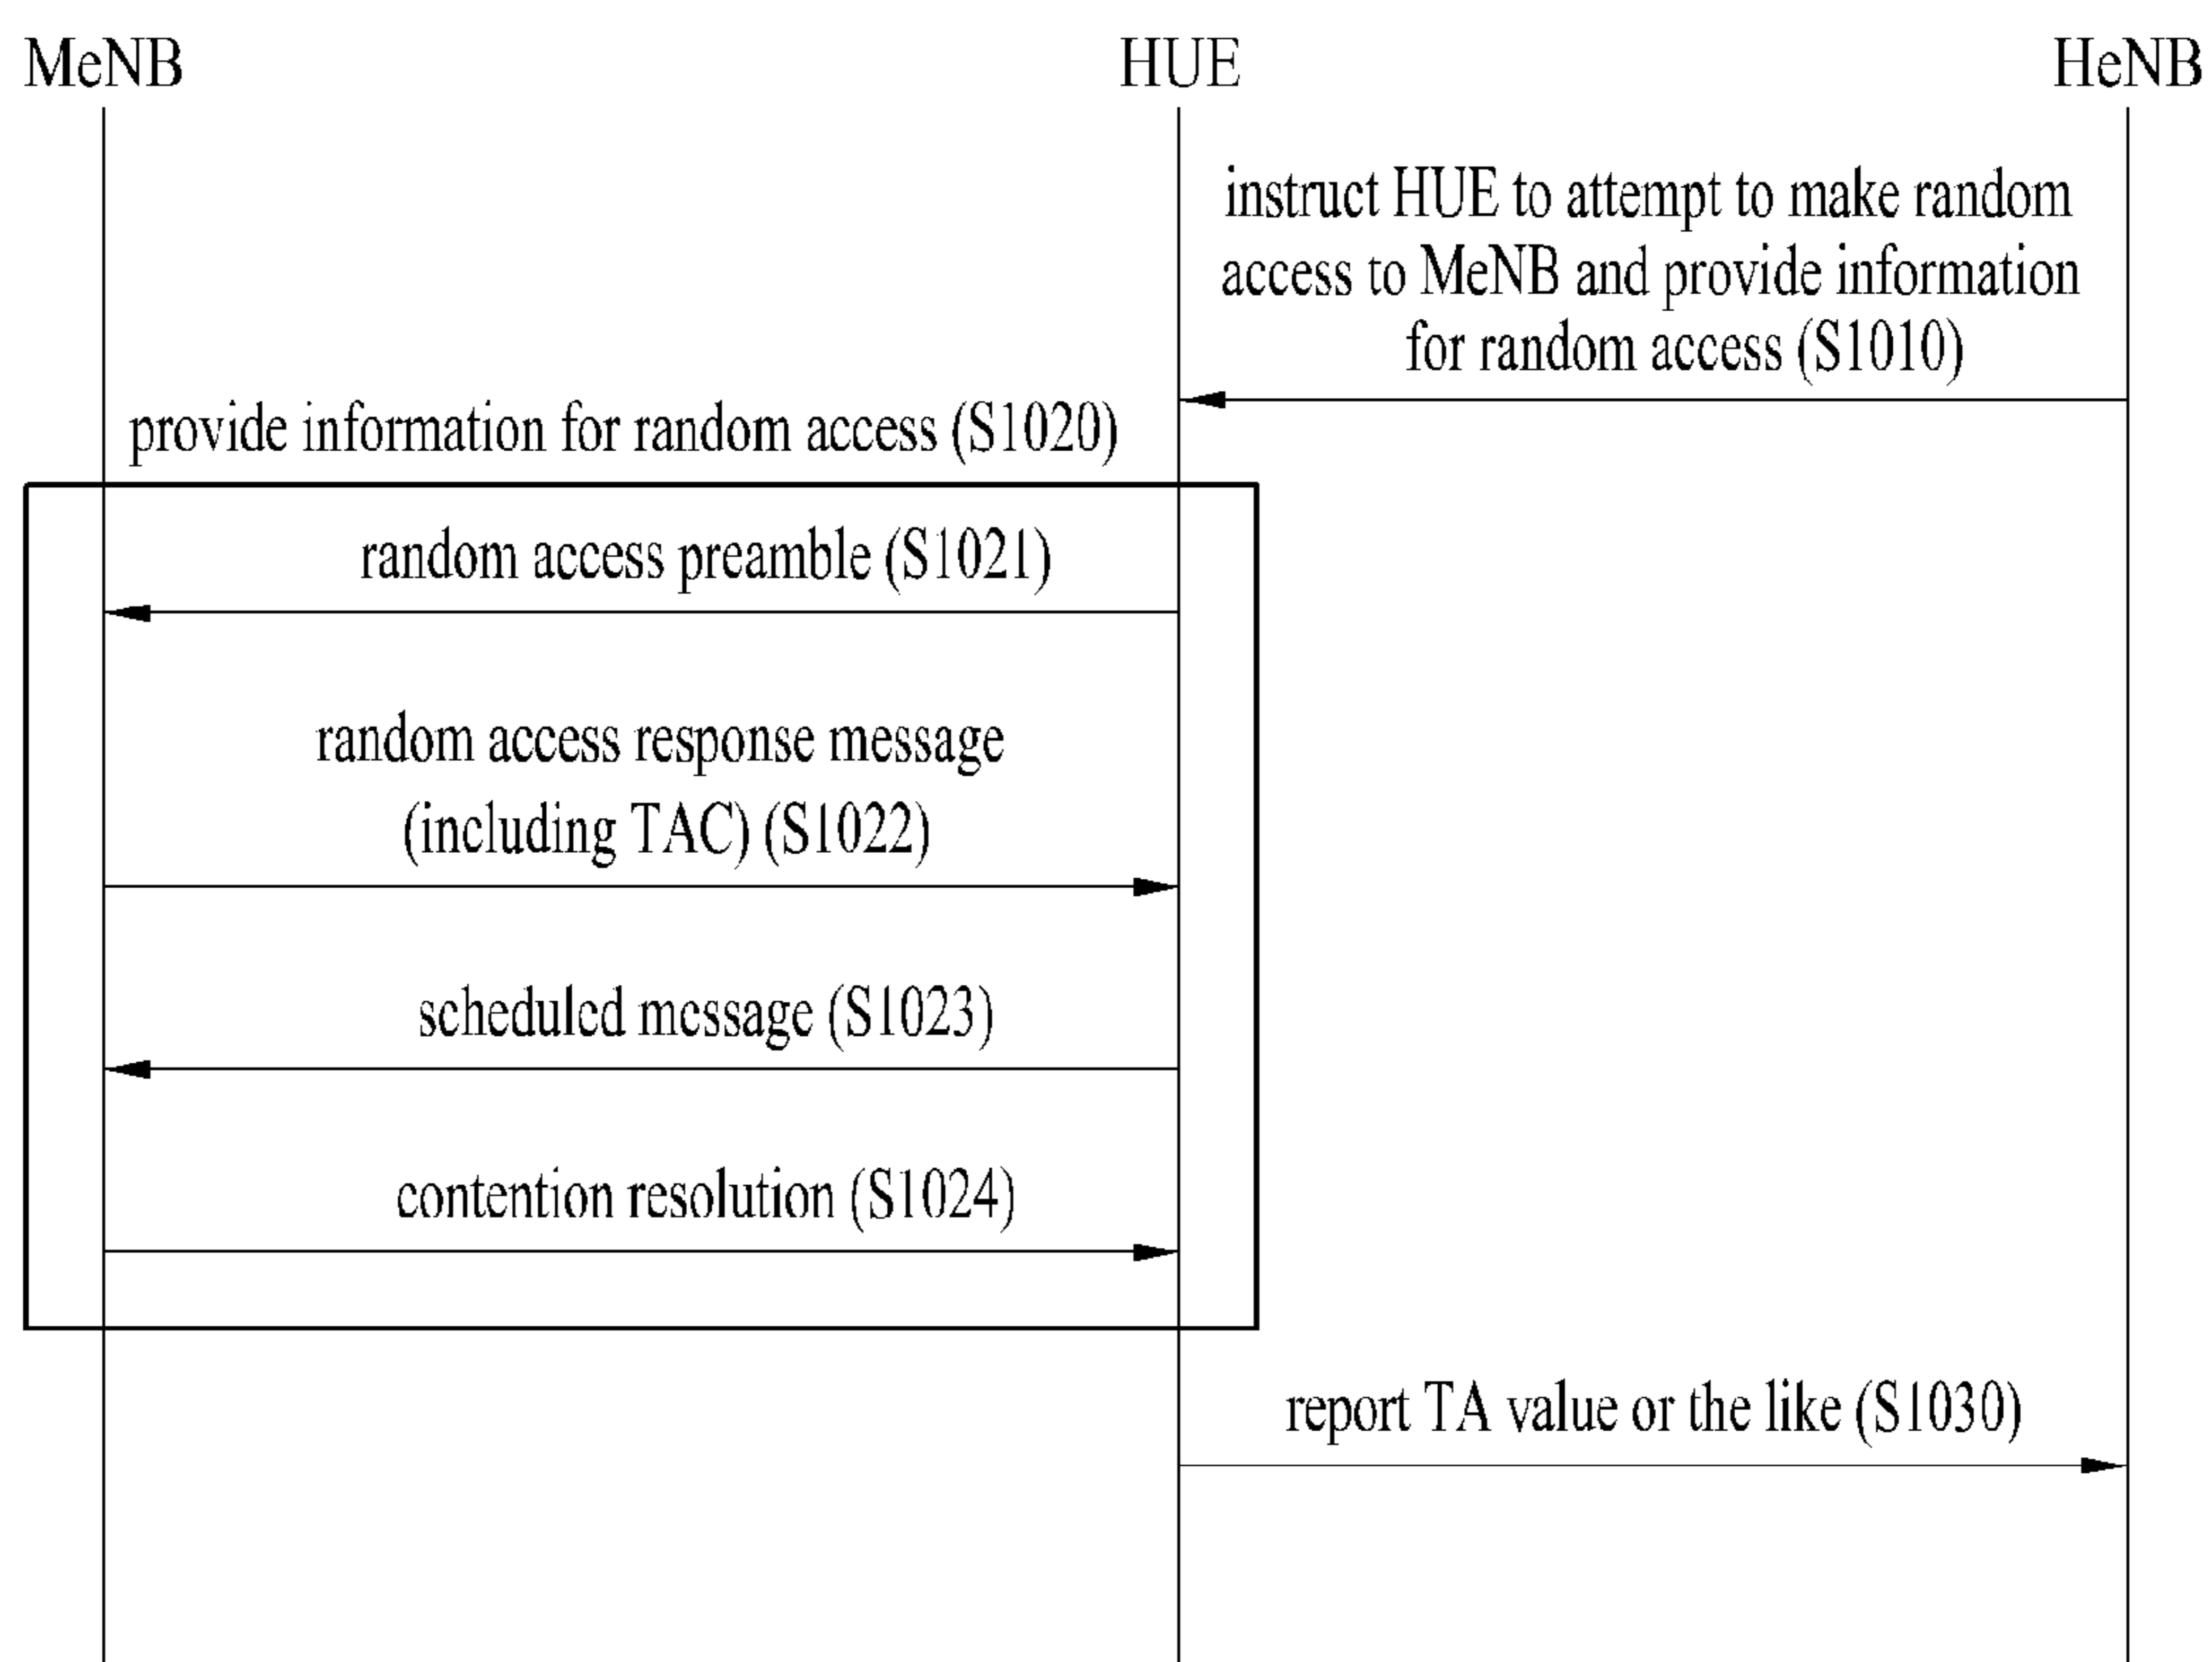 MeNB
HUE
HeNB
instruct HUE to attempt to make random
access to MeNB and provide information
for random access (S1010)
provide information for random access (S1020)
random access preamble (S1021)
random access response message
(including TAC) (S1022)
scheduled message (S1023)
contention resolution (S1024)
report TA value or the like (S1030)